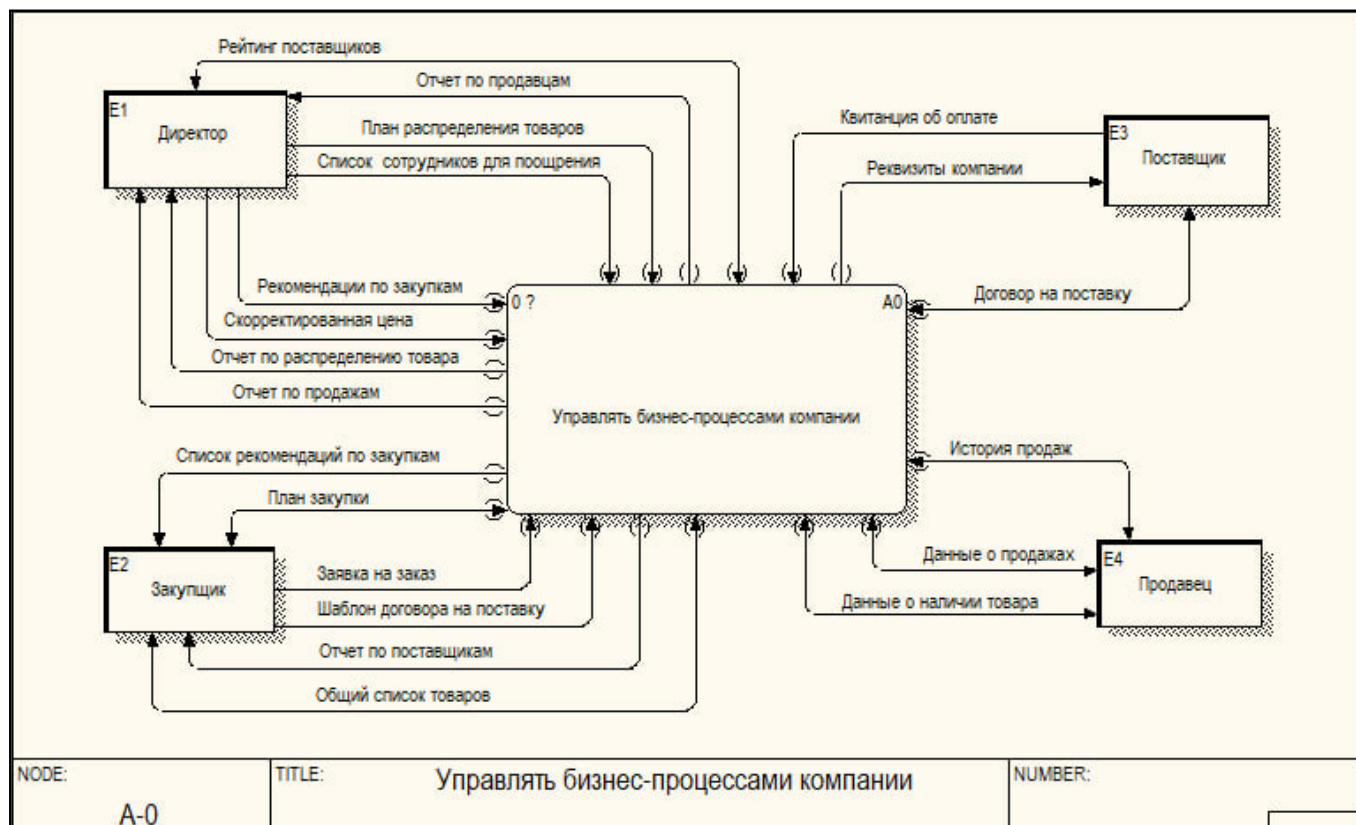 Рейтинг поставщиков
Отчет по продавцам
E1
Директор
План распределения товаров
Список сотрудников для поощрения
Квитанция об оплате
E3
Поставщик
Реквизиты компании
Рекомендации по закупкам
0 ?
A0
Договор на поставку
Скорректированная цена
Отчет по распределению товара
Отчет по продажам
Управлять бизнес-процессами компании
Список рекомендаций по закупкам
История продаж
План закупки
E2
Закупщик
Заявка на заказ
Шаблон договора на поставку
Отчет по поставщикам
Общий список товаров
Данные о продажах
E4
Продавец
Данные о наличии товара
NODE:
A-0
TITLE:
Управлять бизнес-процессами компании
NUMBER: